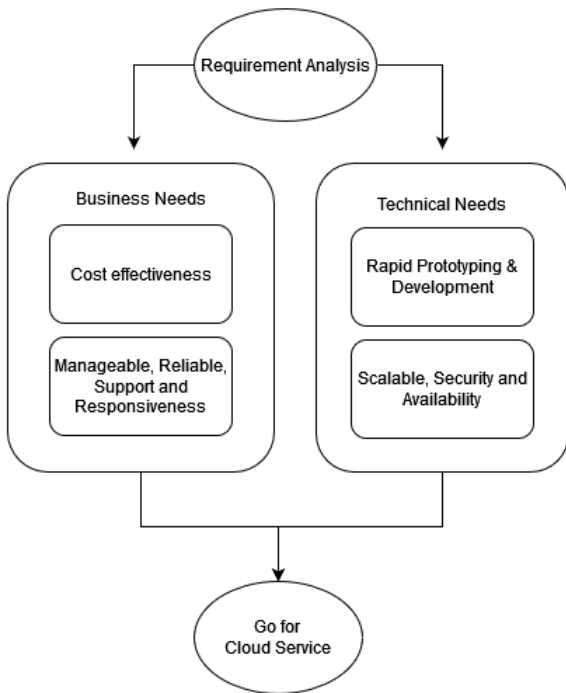 Requirement Analysis
Business Needs
Cost effectiveness
Manageable, Reliable,
Support and
Responsiveness
Technical Needs
Rapid Prototyping &
Development
Scalable, Security and
Availability
Go for
Cloud Service